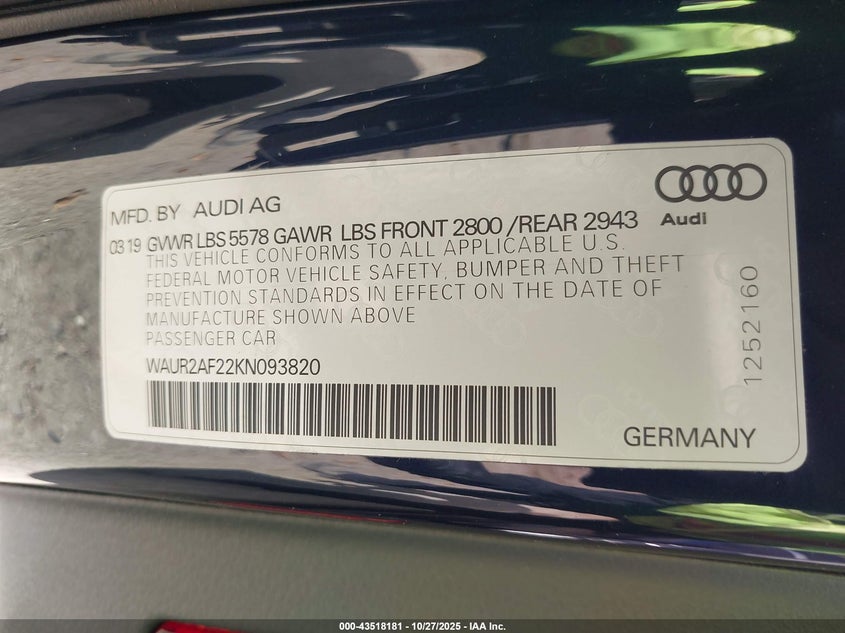 MFD. BY AUDI AG
Audi
0319 GVWR LBS 5578 GAWR LBS FRONT 2800 /REAR 2943
THIS VEHICLE CONFORMS TO ALL APPLICABLE U.S.
FEDERAL MOTOR VEHICLE SAFETY, BUMPER AND THEFT
PREVENTION STANDARDS IN EFFECT ON THE DATE OF
MANUFACTURE SHOWN ABOVE
PASSENGER CAR
WAUR2AF22KN093820
1252160
GERMANY
000-43518181 - 10/27/2025 - IAA Inc.